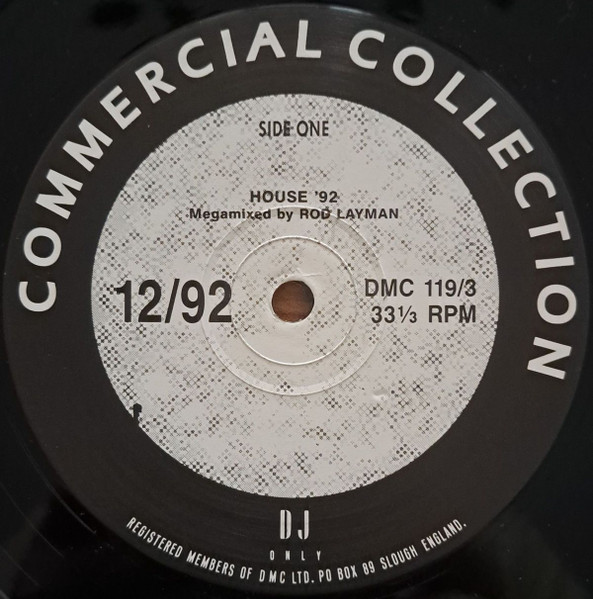 COMMERCIAL COLLECTION
SIDE ONE
HOUSE '92
Megamixed by ROD LAYMAN
12/92
DMC 119/3
33⅓ RPM
DJ
ONLY
REGISTERED MEMBERS OF DMC LTD. PO BOX 89 SLOUGH ENGLAND.